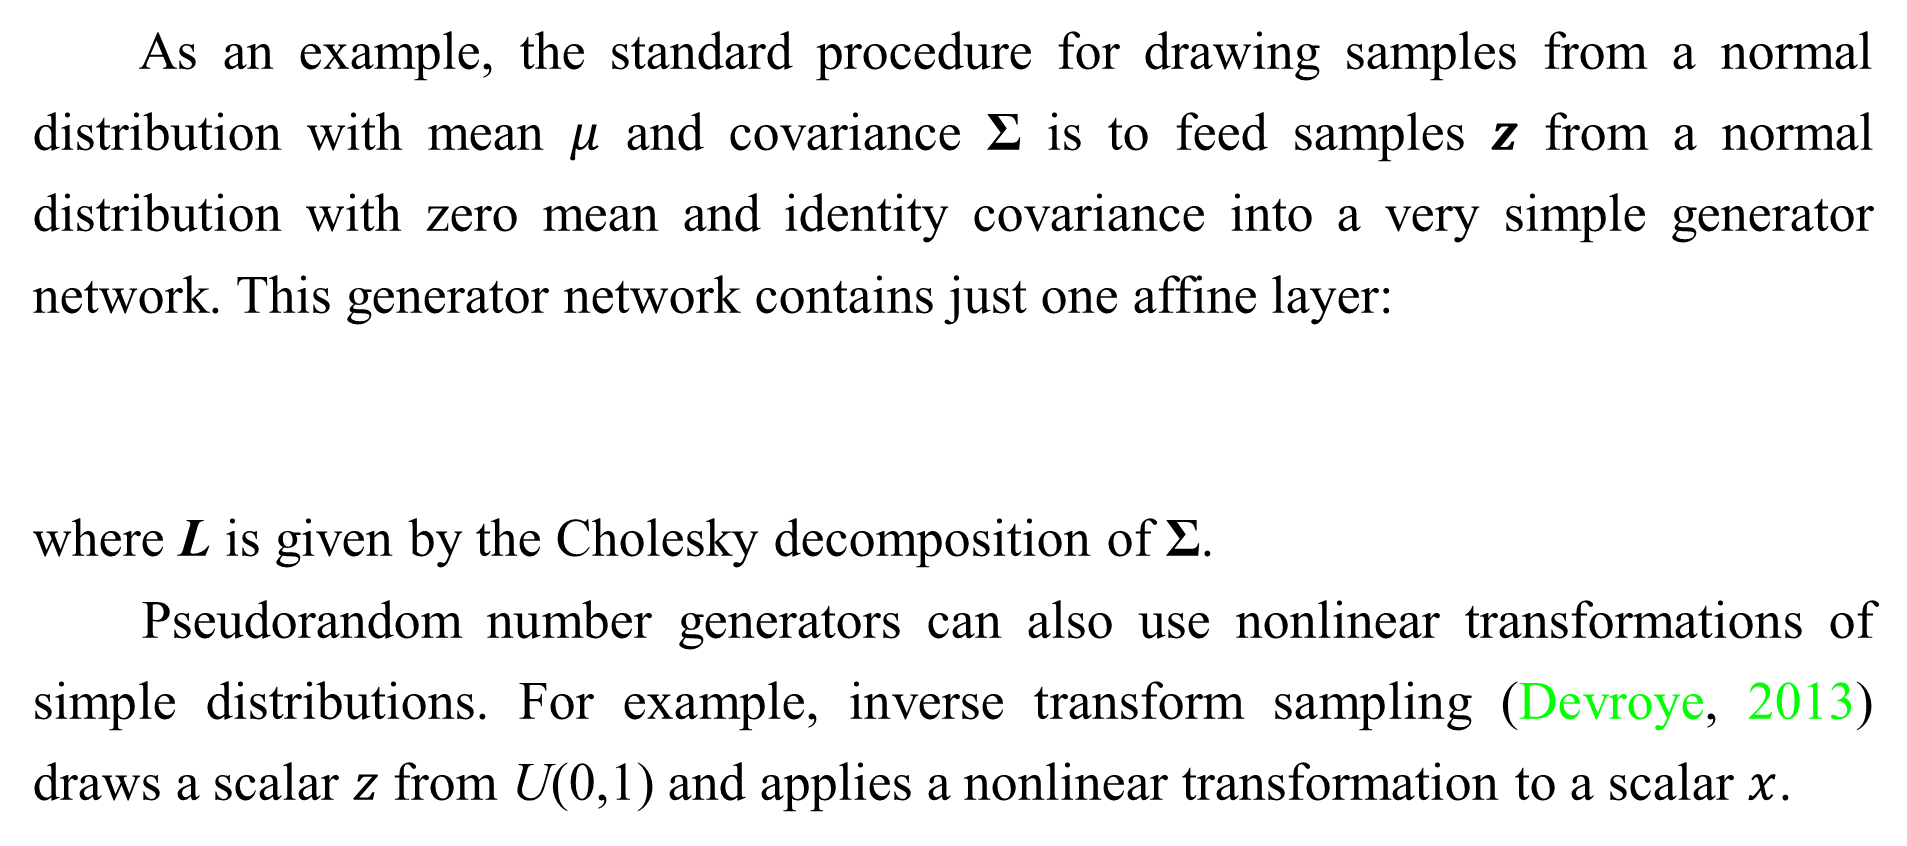 As an example, the standard procedure for drawing samples from a normal
distribution with mean μ and covariance Σ is to feed samples z from a normal
distribution with zero mean and identity covariance into a very simple generator
network. This generator network contains just one affine layer:
where L is given by the Cholesky decomposition of Σ.
Pseudorandom number generators can also use nonlinear transformations of
simple distributions. For example, inverse transform sampling (Devroye, 2013)
draws a scalar z from U(0,1) and applies a nonlinear transformation to a scalar x.